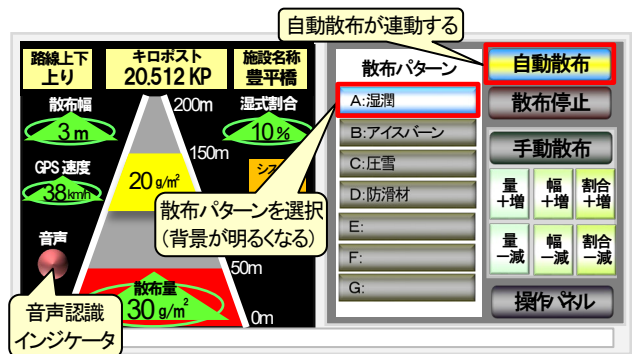 自動散布が連動する
路線上下
上り
キロポスト
20.512 KP
施設名称
豊平橋
散布幅
3 m
200m
湿式割合
10%
GPS 速度
38km/h
150m
20 g/m²
シス
音声
50m
散布量
30 g/m²
0m
散布パターンを選択
(背景が明るくなる)
音声認識
インジケータ
散布パターン
A:湿潤
B:アイスバーン
C:圧雪
D:防滑材
E:
F:
G:
自動散布
散布停止
手動散布
量
+増
幅
+増
割合
+増
量
−減
幅
−減
割合
−減
操作パネル